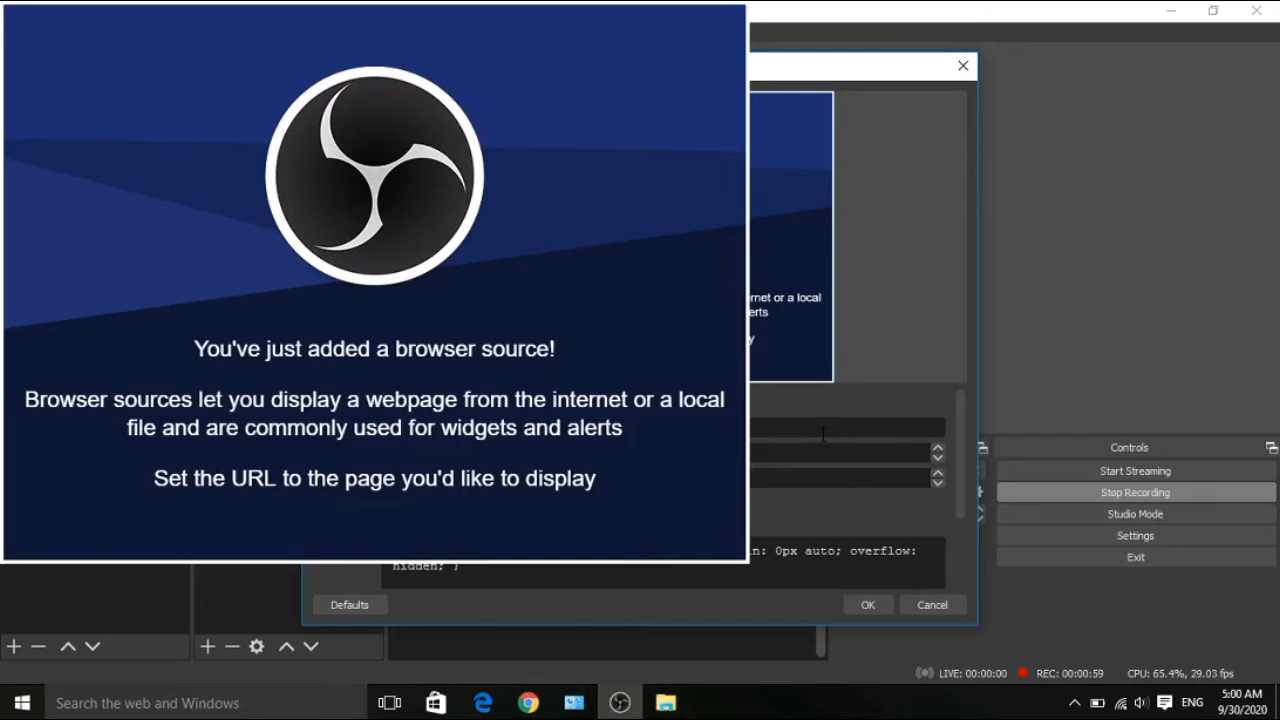 You've just added a browser source!
Browser sources let you display a webpage from the internet or a local
file and are commonly used for widgets and alerts
Set the URL to the page you'd like to display
rnet or a local
erts
y
in: 0px auto; overflow:
hidden; }
Defaults
OK
Cancel
Controls
Start Streaming
Stop Recording
Studio Mode
Settings
Exit
LIVE: 00:00:00
REC: 00:00:59
CPU: 65.4%, 29.03 fps
Search the web and Windows
ENG
5:00 AM
9/30/2020